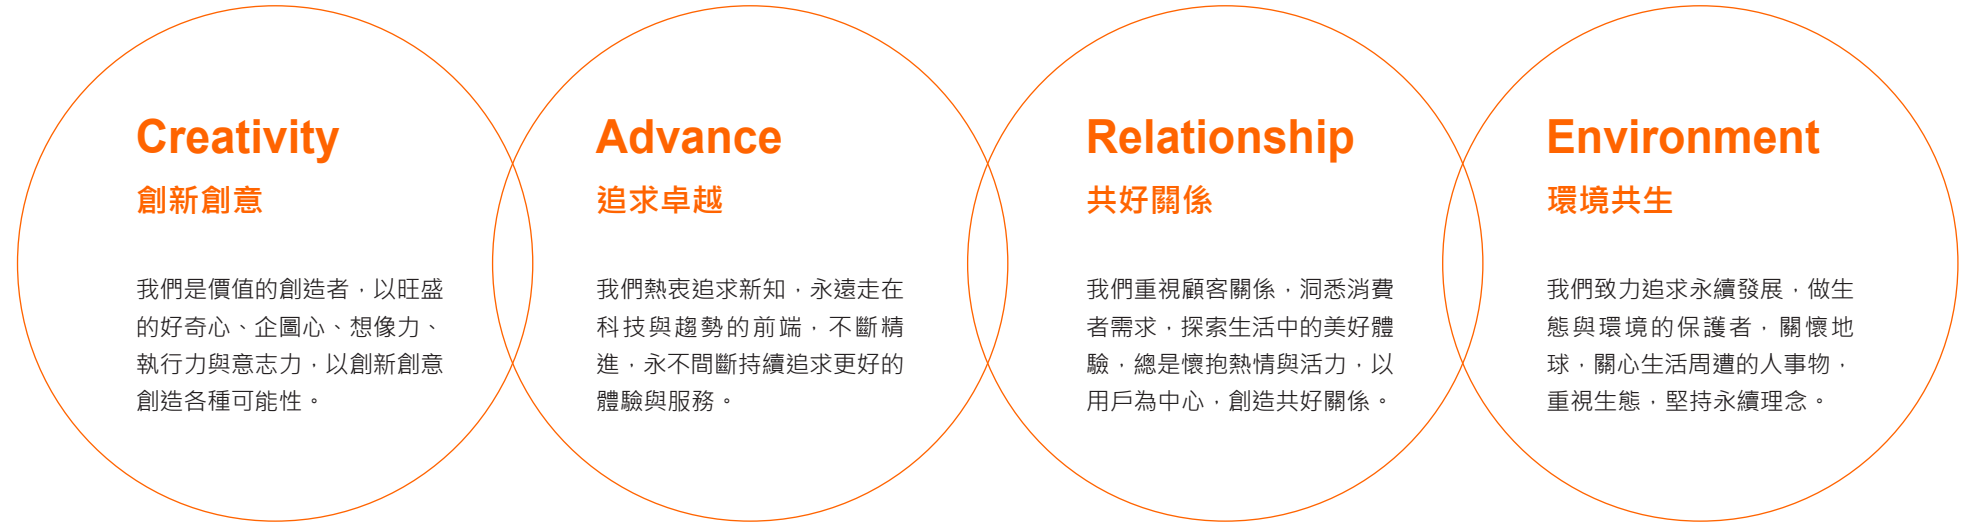 Creativity
創新創意
我們是價值的創造者，以旺盛
的好奇心、企圖心、想像力、
執行力與意志力，以創新創意
創造各種可能性。
Advance
追求卓越
我們熱衷追求新知，永遠走在
科技與趨勢的前端，不斷精
進，永不間斷持續追求更好的
體驗與服務。
Relationship
共好關係
我們重視顧客關係，洞悉消費
者需求，探索生活中的美好體
驗，總是懷抱熱情與活力，以
用戶為中心，創造共好關係。
Environment
環境共生
我們致力追求永續發展，做生
態與環境的保護者，關懷地
球，關心生活周遭的人事物，
重視生態，堅持永續理念。